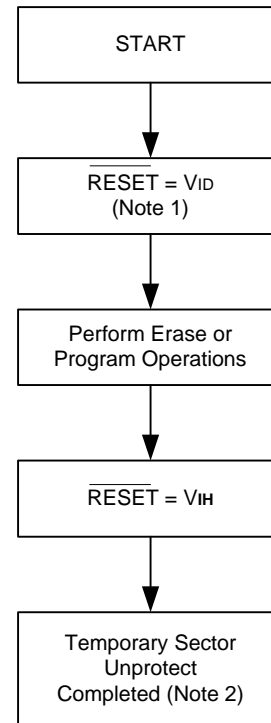 START
RESET = VID
(Note 1)
Perform Erase or
Program Operations
RESET = VIH
Temporary Sector
Unprotect
Completed (Note 2)